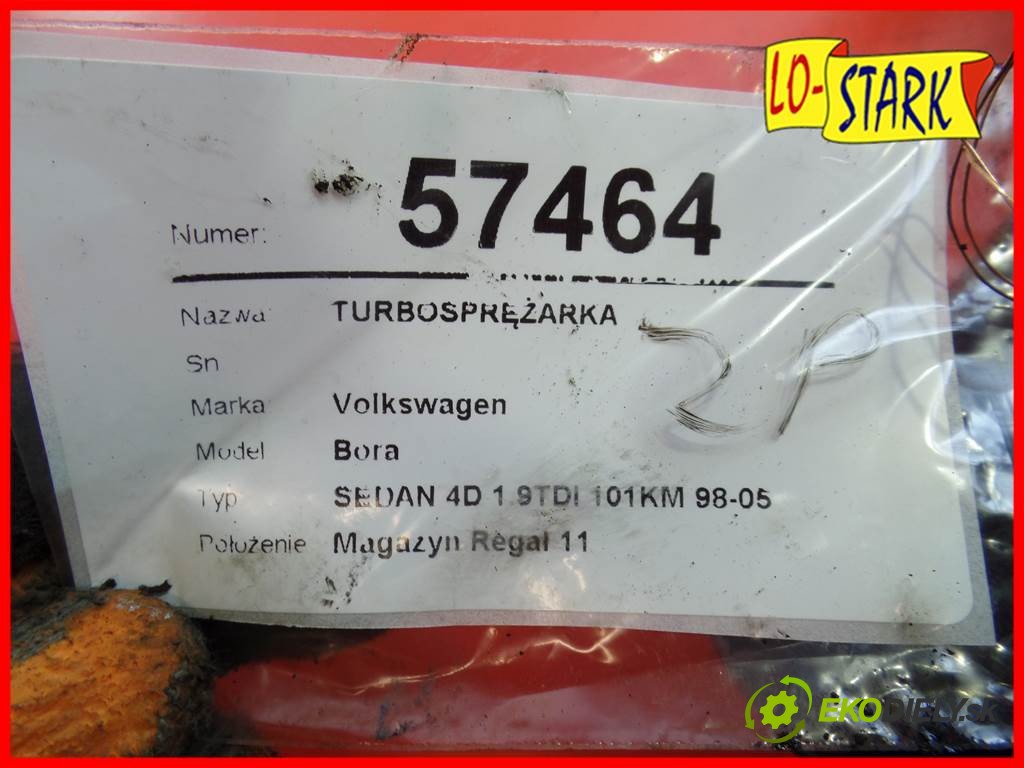 LO-STARK
Numer: 57464
Nazwa TURBOSPRĘŻARKA
Sn
Marka Volkswagen
Model Bora
Typ SEDAN 4D 1.9TDI 101KM 98-05
Położenie Magazyn Regał 11
EKODIELY.SK